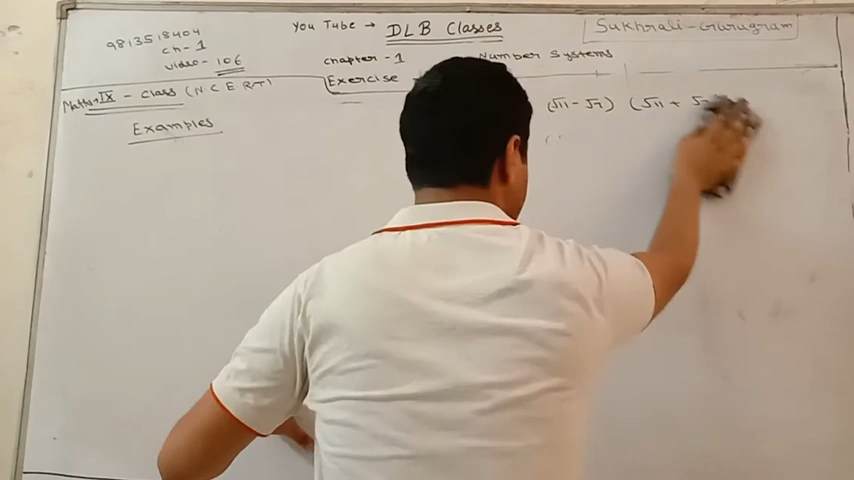 9813518404
ch-1
video-106
You Tube → DLB Classes
Sukhrali-Gurugram
chapter-1 Number Systems
Maths IX - Class (N C E R T)
Exercise
Examples
(√11 - √7) (√11 +